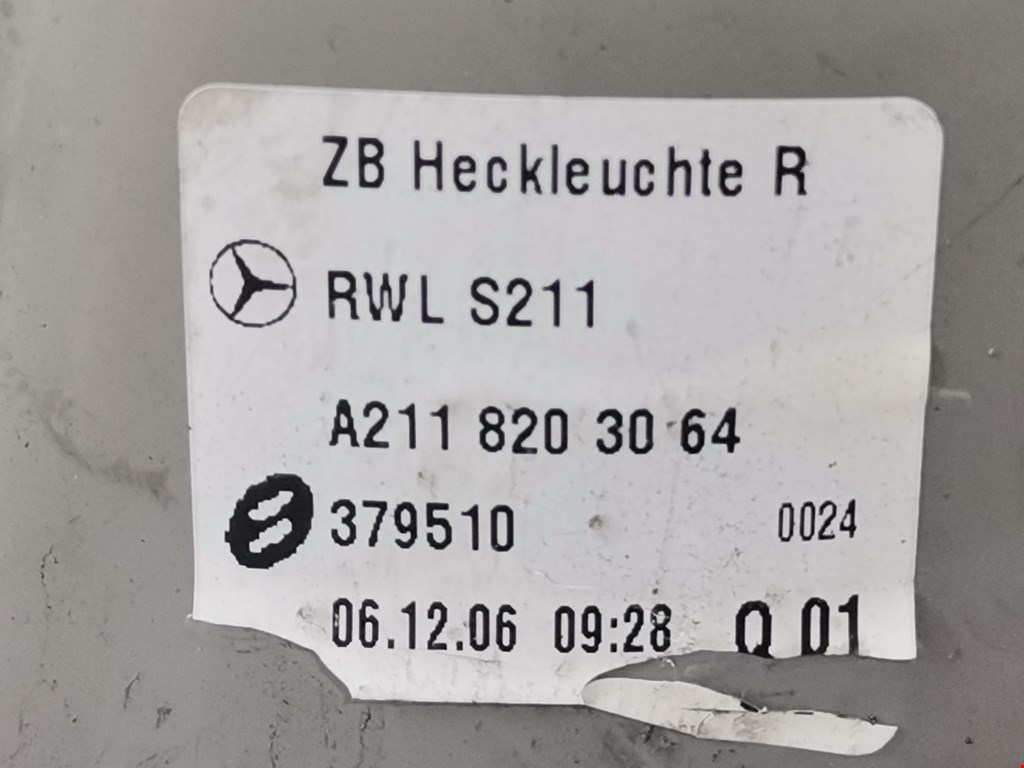 ZB Heckleuchte R
RWL S211
A211 820 30 64
379510 0024
06.12.06 09:28 Q 01